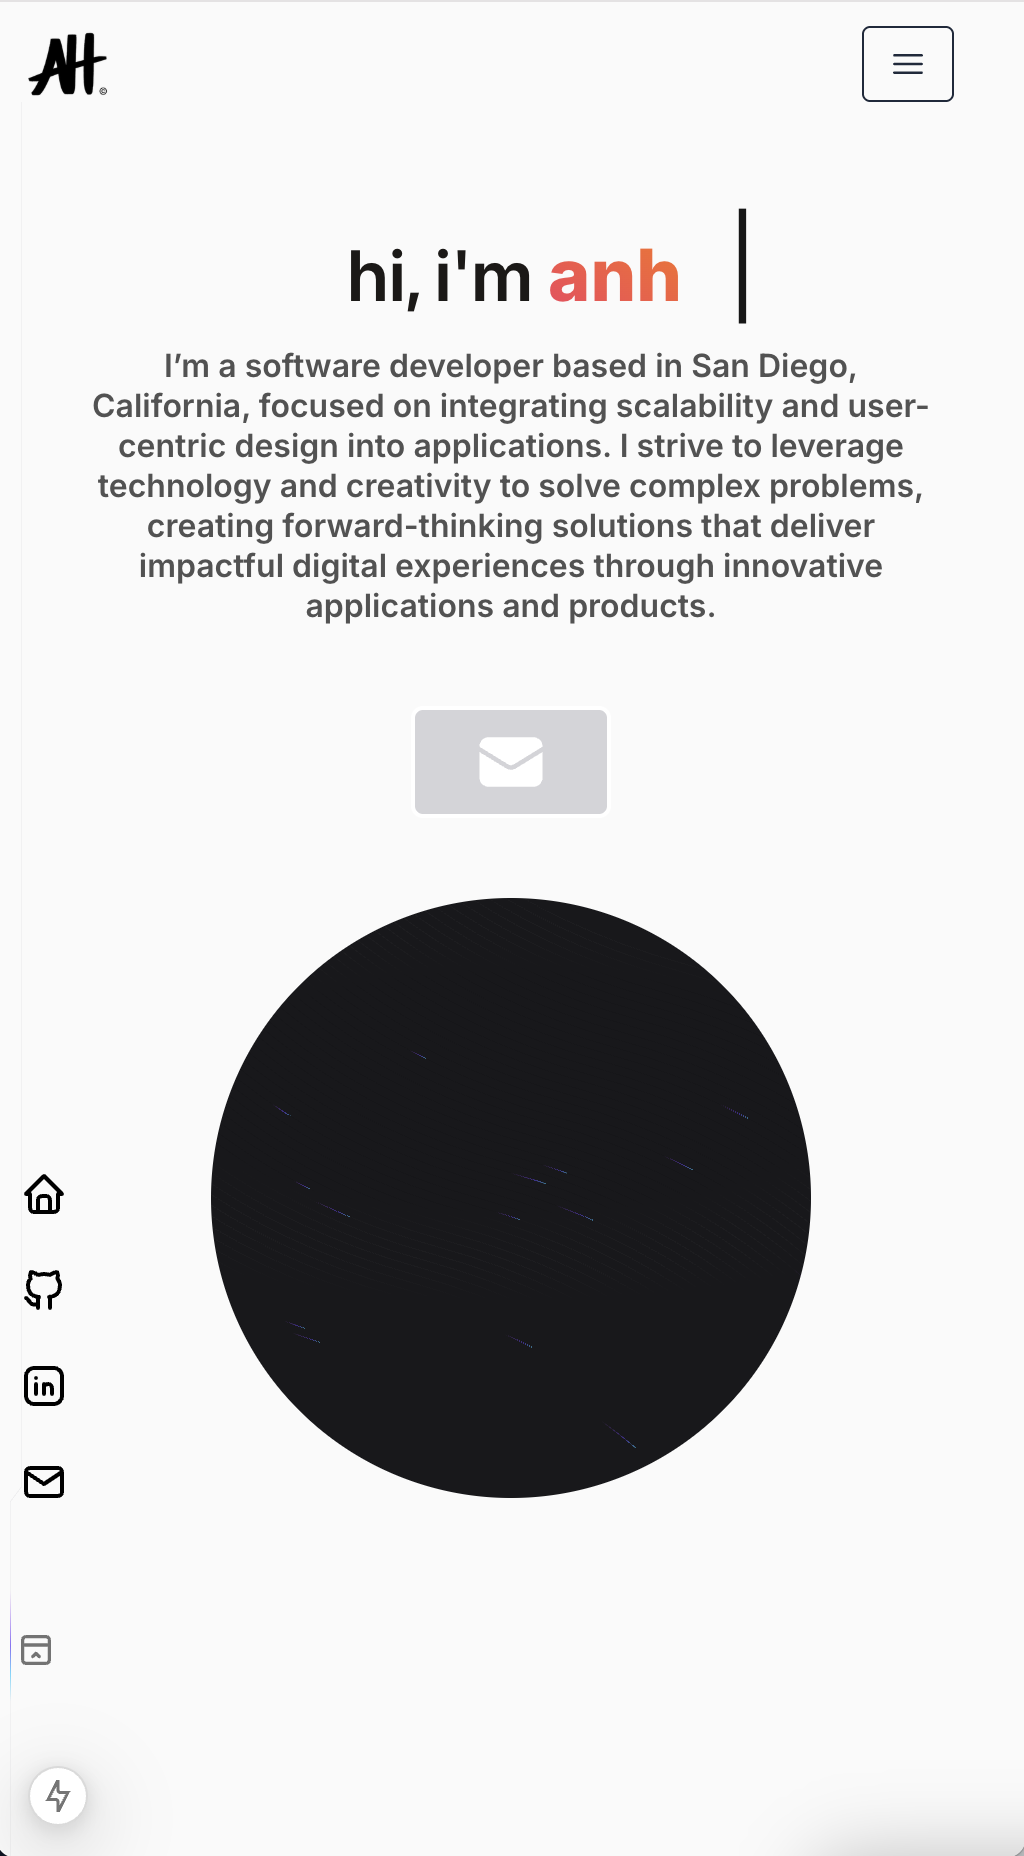 AH©
hi, i'm anh
I’m a software developer based in San Diego,
California, focused on integrating scalability and user-
centric design into applications. I strive to leverage
technology and creativity to solve complex problems,
creating forward-thinking solutions that deliver
impactful digital experiences through innovative
applications and products.
in